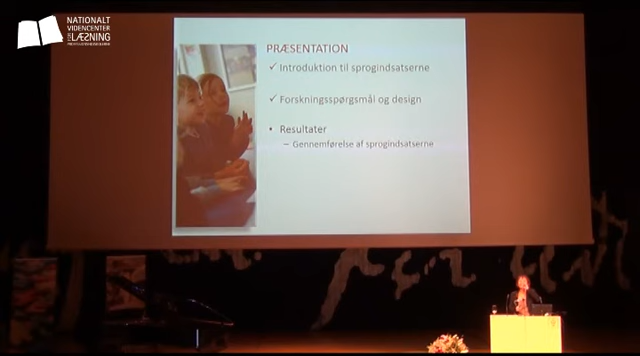 NATIONALT
VIDENCENTER
FOR LÆSNING
PRÆSENTATION
✓ Introduktion til sprogindsatserne
✓ Forskningsspørgsmål og design
• Resultater
– Gennemførelse af sprogindsatserne